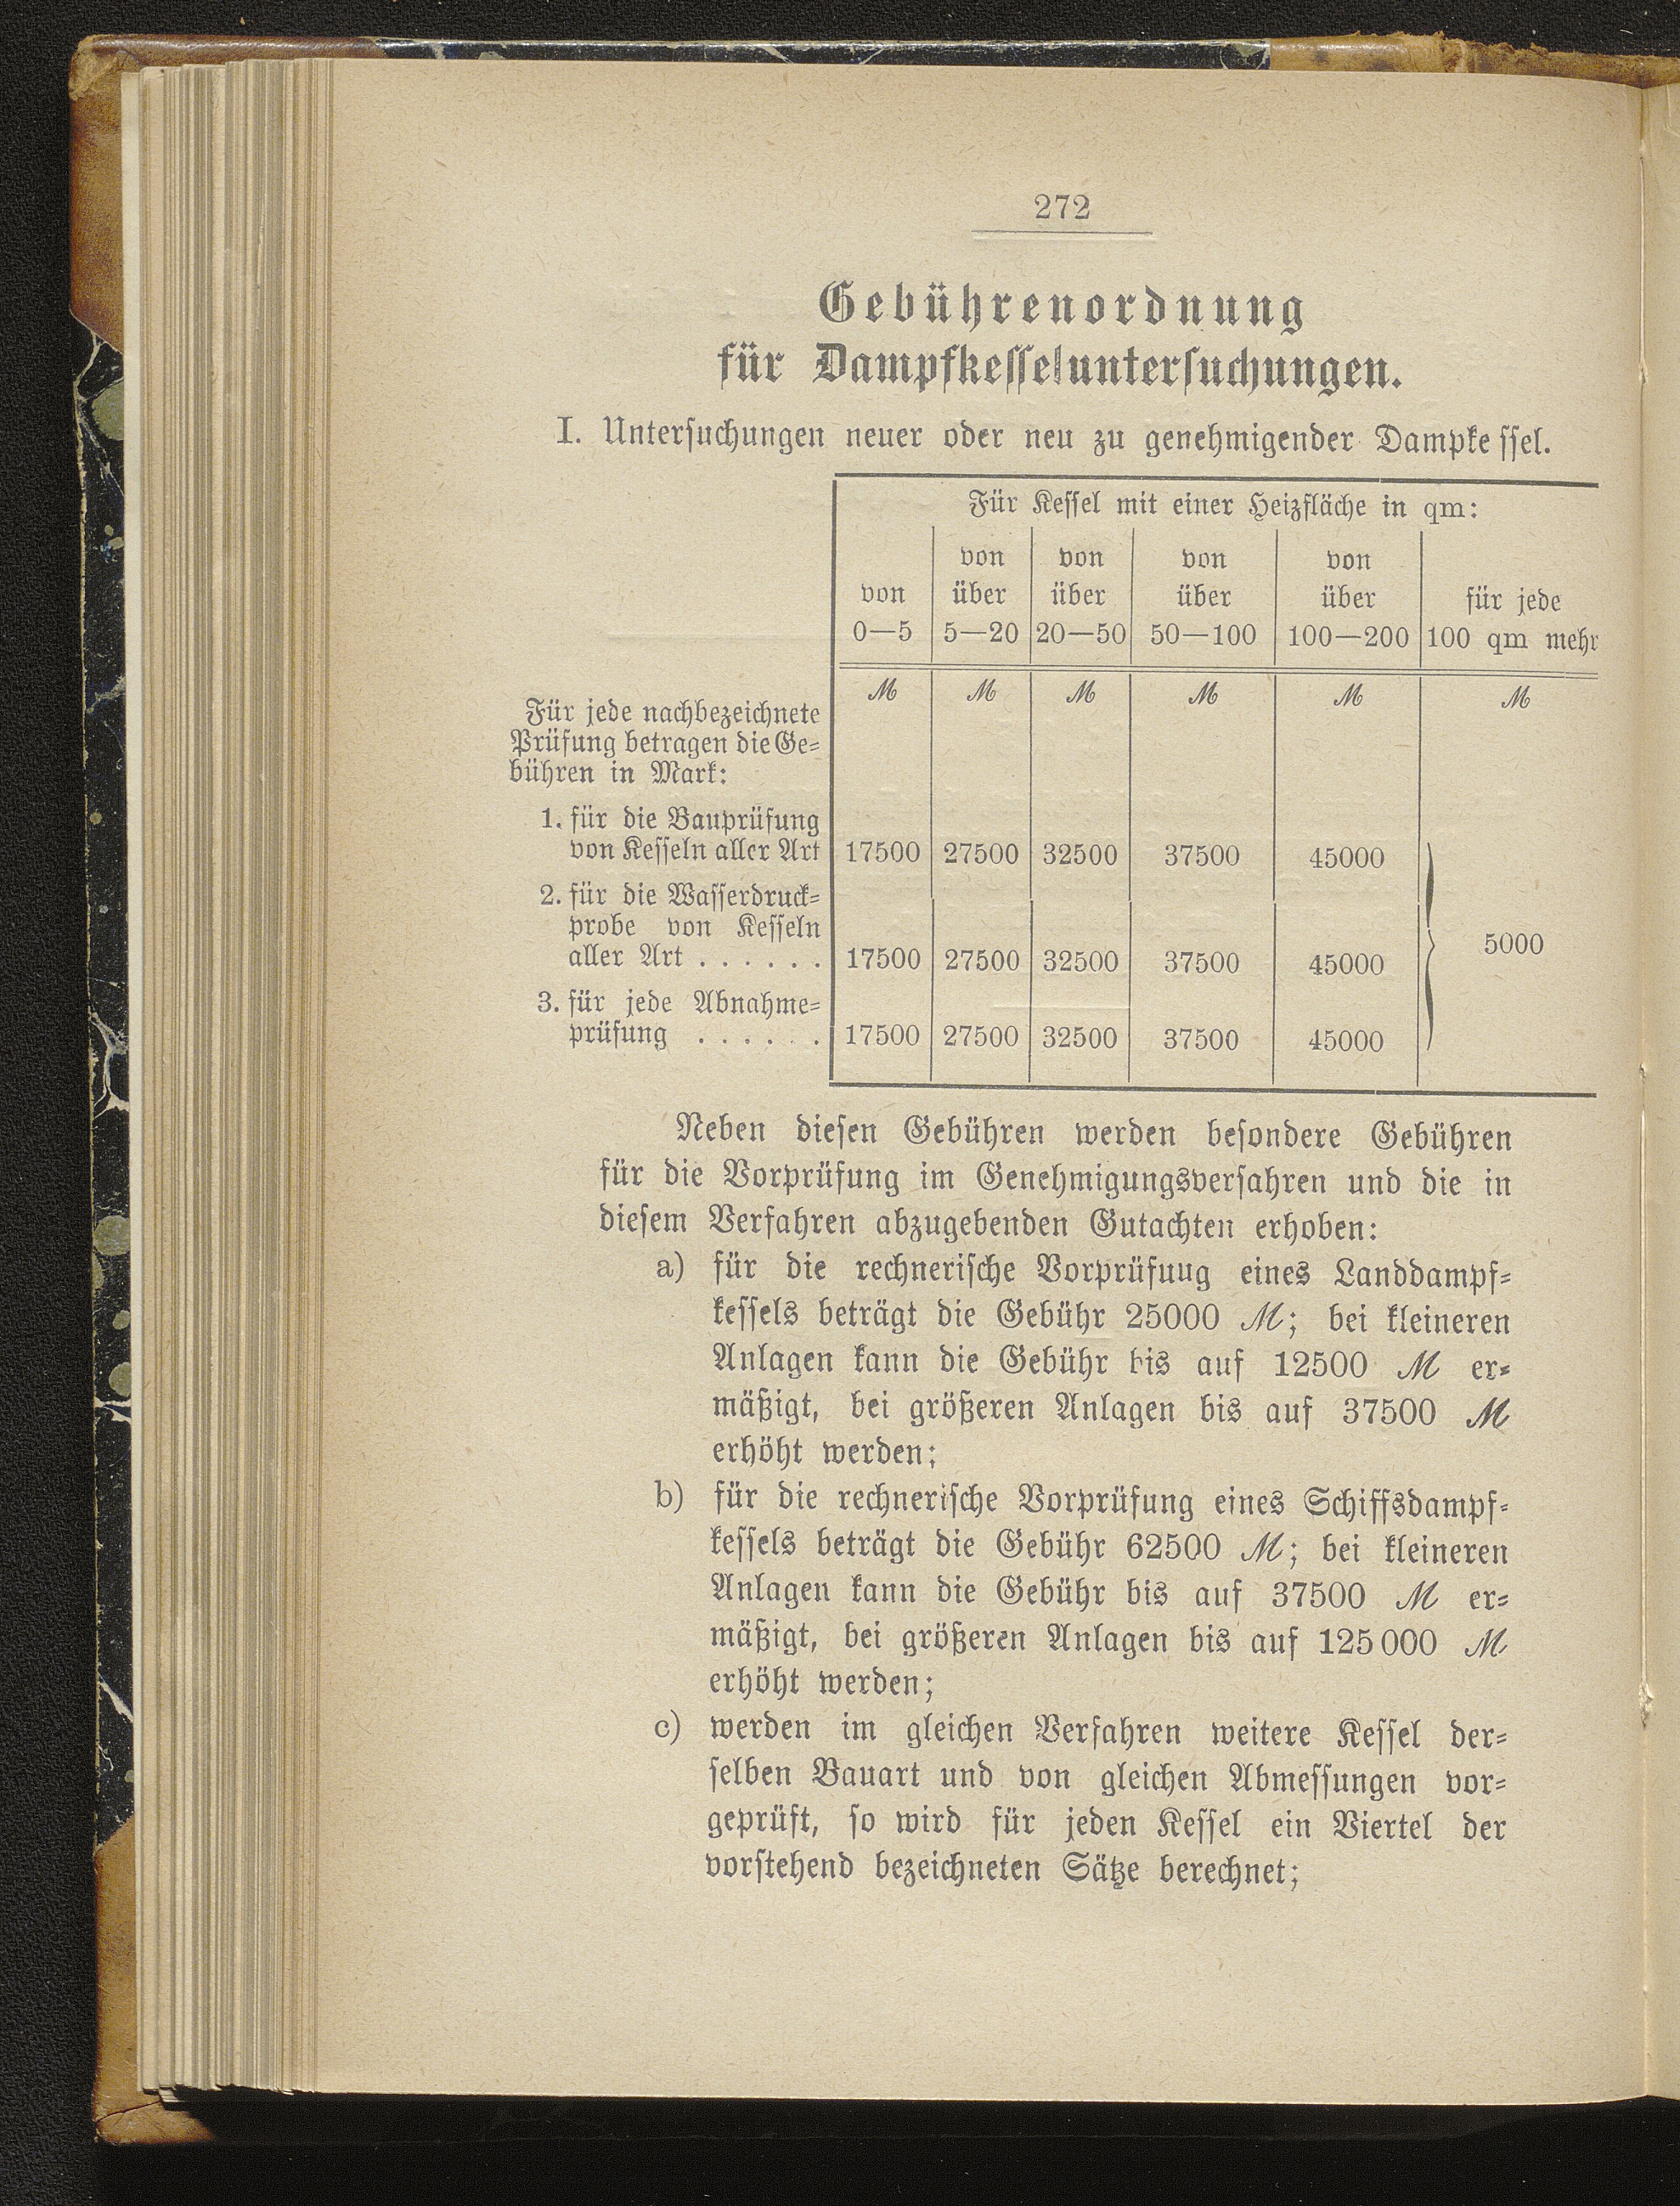 272
Gebührenordnung
für Dampfkesseluntersuchungen.
I. Untersuchungen neuer oder neu zu genehmigender Dampkessel.
Für Kessel mit einer Heizfläche in qm:
von von von von
von über über über über für jede
0—5 5—20 20—50 50—100 100—200 100 qm mehr
ℳ ℳ ℳ ℳ ℳ ℳ
Für jede nachbezeichnete
Prüfung betragen die Ge-
bühren in Mark:
1. für die Bauprüfung
von Kesseln aller Art 17500 27500 32500 37500 45000
2. für die Wasserdruck-
probe von Kesseln
aller Art . . . . . . 17500 27500 32500 37500 45000 5000
3. für jede Abnahme-
prüfung . . . . . . 17500 27500 32500 37500 45000
Neben diesen Gebühren werden besondere Gebühren
für die Vorprüfung im Genehmigungsverfahren und die in
diesem Verfahren abzugebenden Gutachten erhoben:
a) für die rechnerische Vorprüfuug eines Landdampf-
kessels beträgt die Gebühr 25000 ℳ; bei kleineren
Anlagen kann die Gebühr bis auf 12500 ℳ er-
mäßigt, bei größeren Anlagen bis auf 37500 ℳ
erhöht werden;
b) für die rechnerische Vorprüfung eines Schiffsdampf-
kessels beträgt die Gebühr 62500 ℳ; bei kleineren
Anlagen kann die Gebühr bis auf 37500 ℳ er-
mäßigt, bei größeren Anlagen bis auf 125000 ℳ
erhöht werden;
c) werden im gleichen Verfahren weitere Kessel der-
selben Bauart und von gleichen Abmessungen vor-
geprüft, so wird für jeden Kessel ein Viertel der
vorstehend bezeichneten Sätze berechnet;